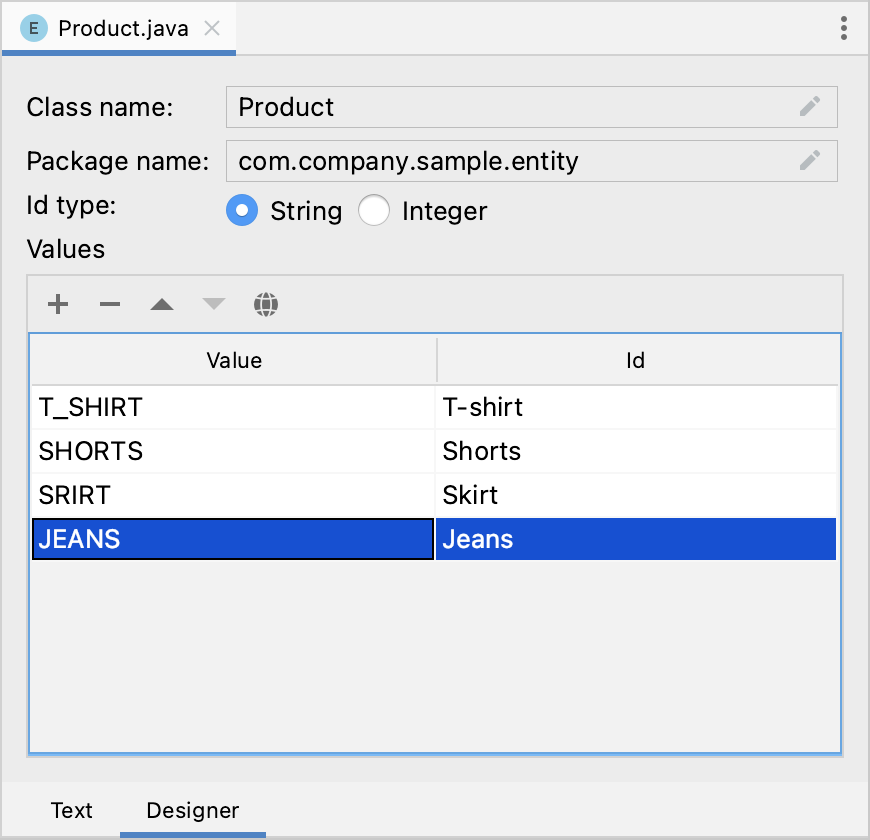 E Product.java
Class name: Product
Package name: com.company.sample.entity
Id type: String Integer
Values
Value Id
T_SHIRT T-shirt
SHORTS Shorts
SRIRT Skirt
JEANS Jeans
Text Designer